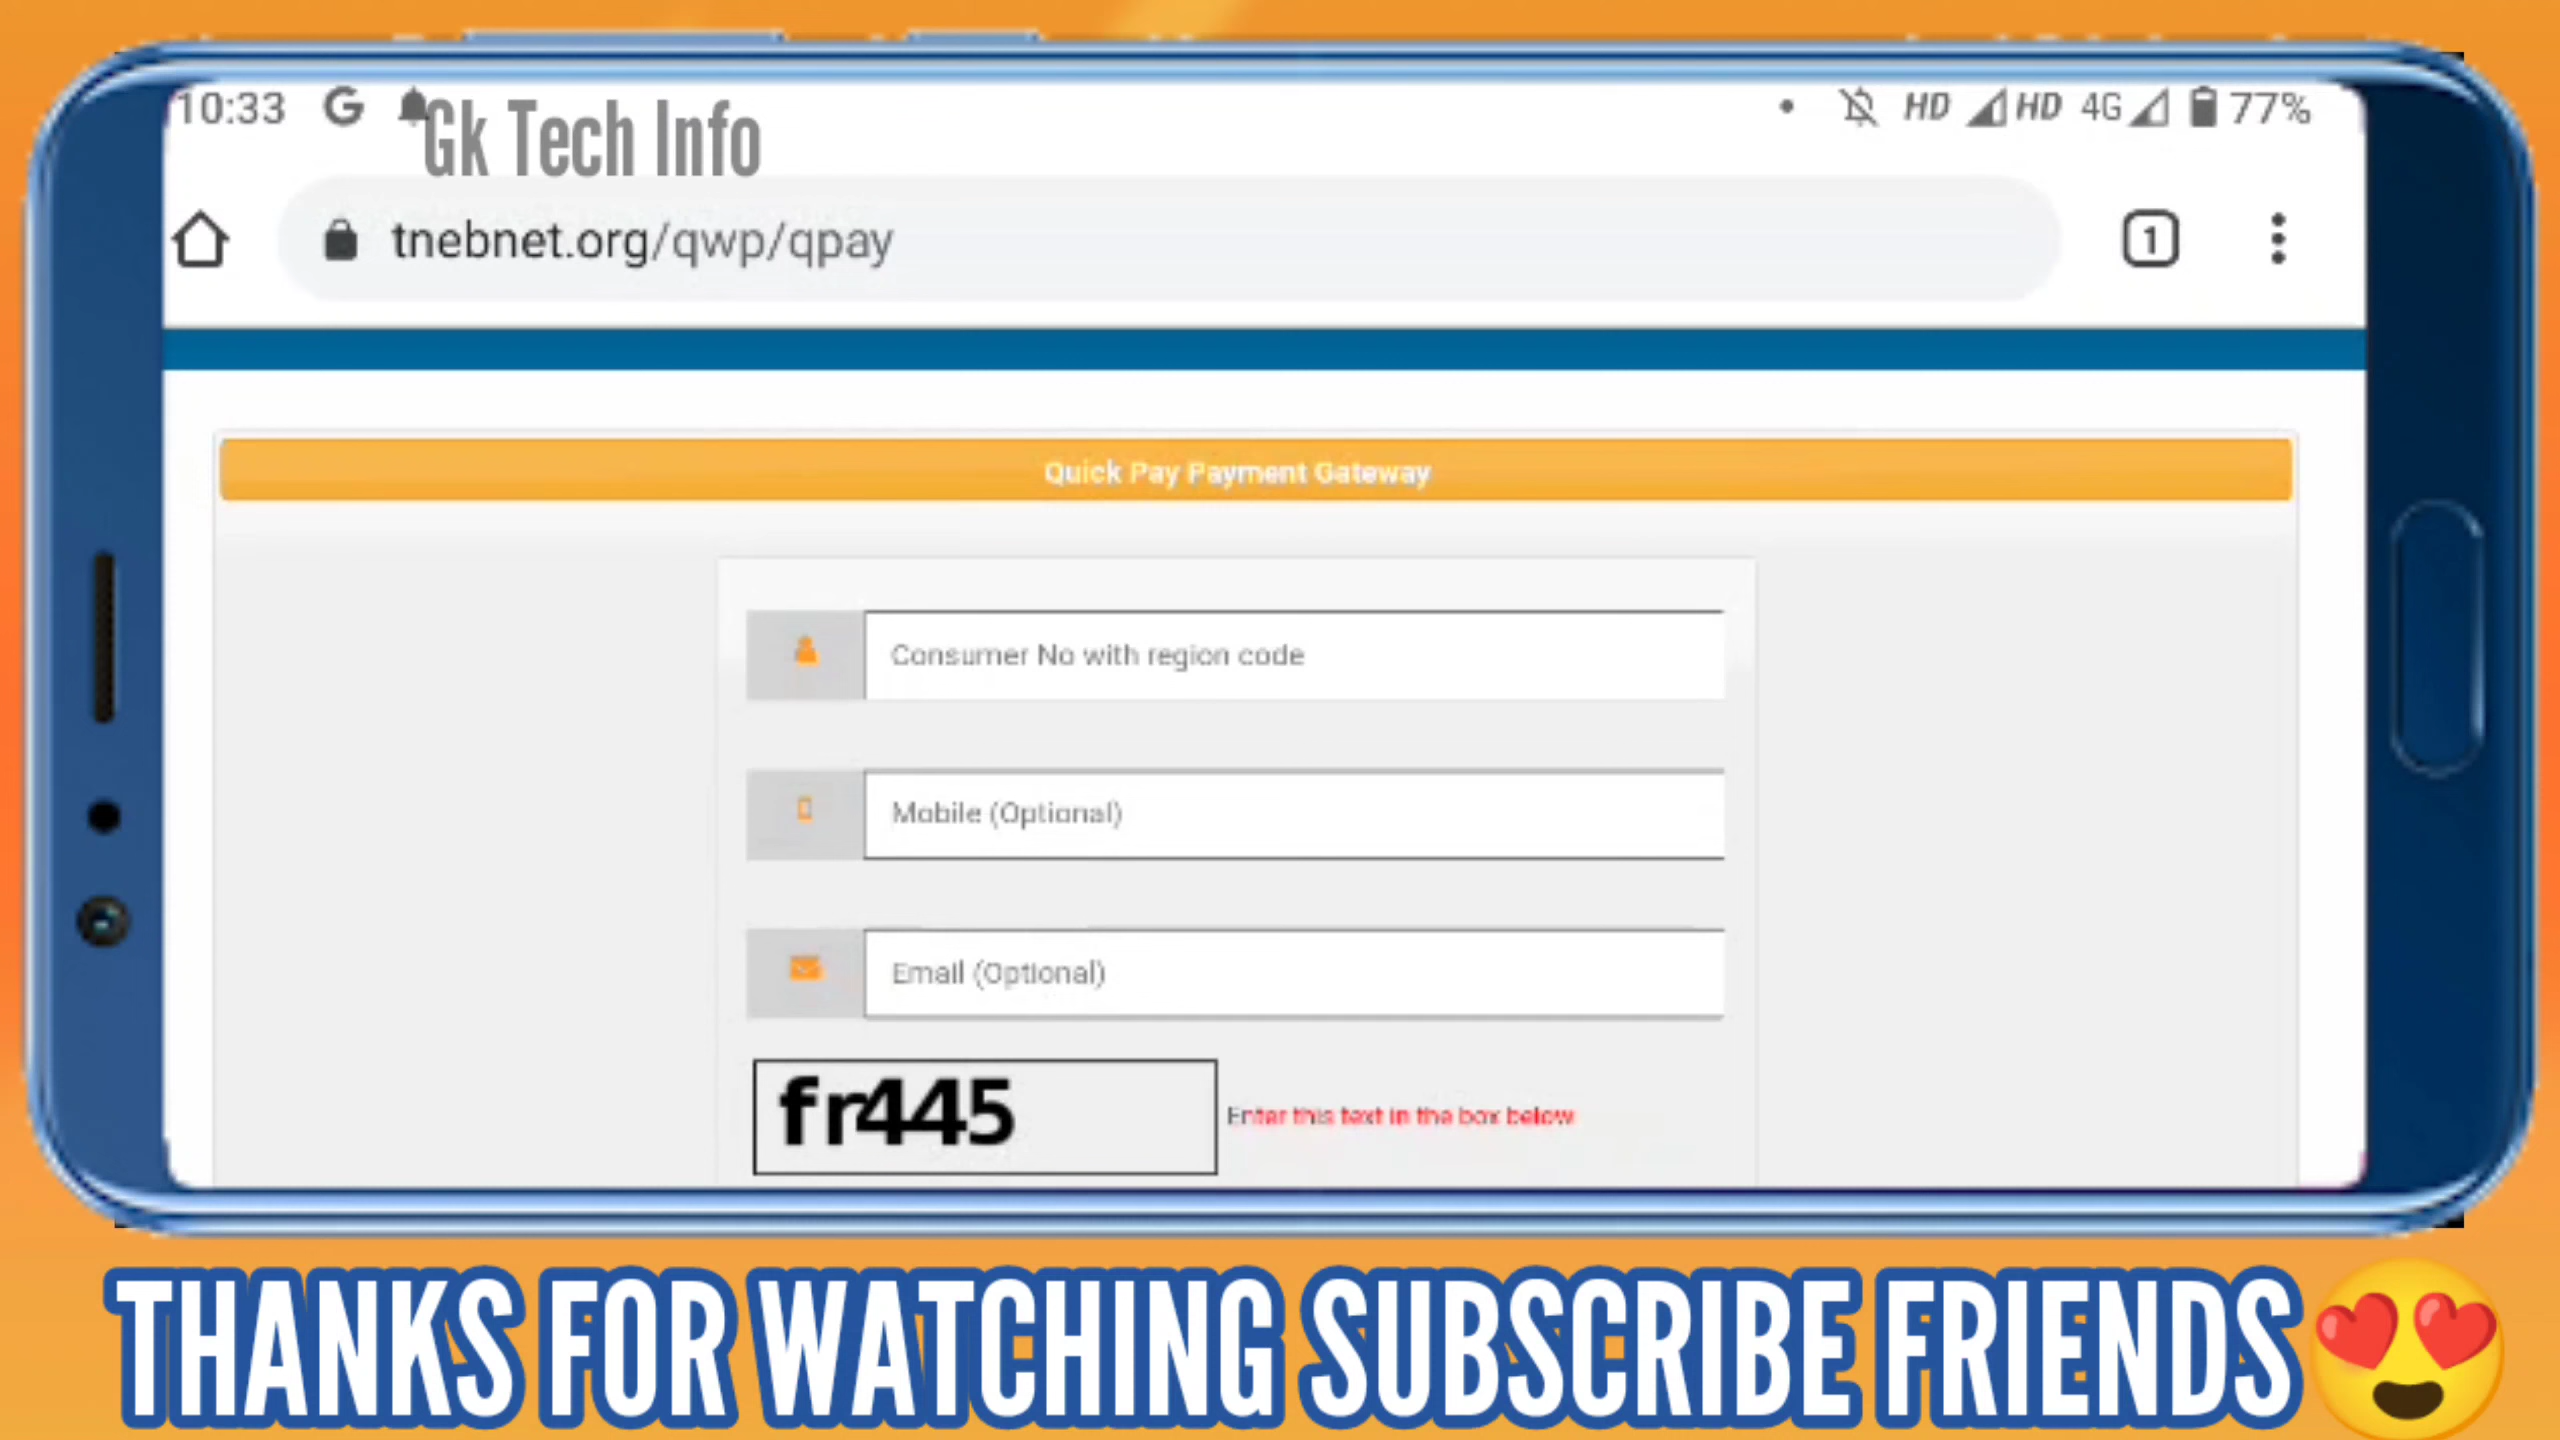 10:33 G
HD HD 4G 77%
Gk Tech Info
tnebnet.org/qwp/qpay
1
Quick Pay Payment Gateway
Consumer No with region code
Mobile (Optional)
Email (Optional)
fr445
Enter this text in the box below
THANKS FOR WATCHING SUBSCRIBE FRIENDS